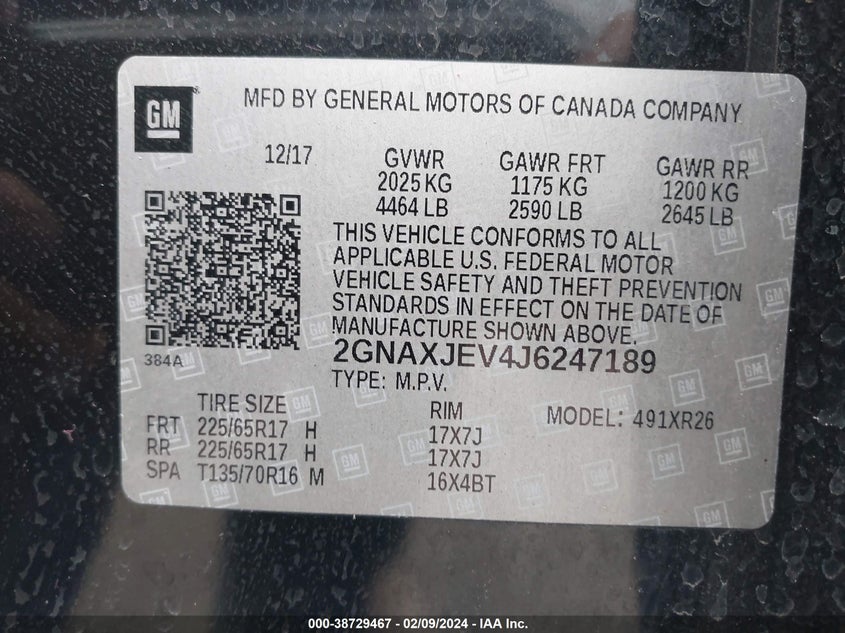 GM
MFD BY GENERAL MOTORS OF CANADA COMPANY
12/17 GVWR GAWR FRT GAWR RR
2025 KG 1175 KG 1200 KG
4464 LB 2590 LB 2645 LB
THIS VEHICLE CONFORMS TO ALL
APPLICABLE U.S. FEDERAL MOTOR
VEHICLE SAFETY AND THEFT PREVENTION
STANDARDS IN EFFECT ON THE DATE OF
MANUFACTURE SHOWN ABOVE.
384A 2GNAXJEV4J6247189
TYPE: M.P.V.
TIRE SIZE RIM MODEL: 491XR26
FRT 225/65R17 H 17X7J
RR 225/65R17 H 17X7J
SPA T135/70R16 M 16X4BT
000-38729467 - 02/09/2024 - IAA Inc.